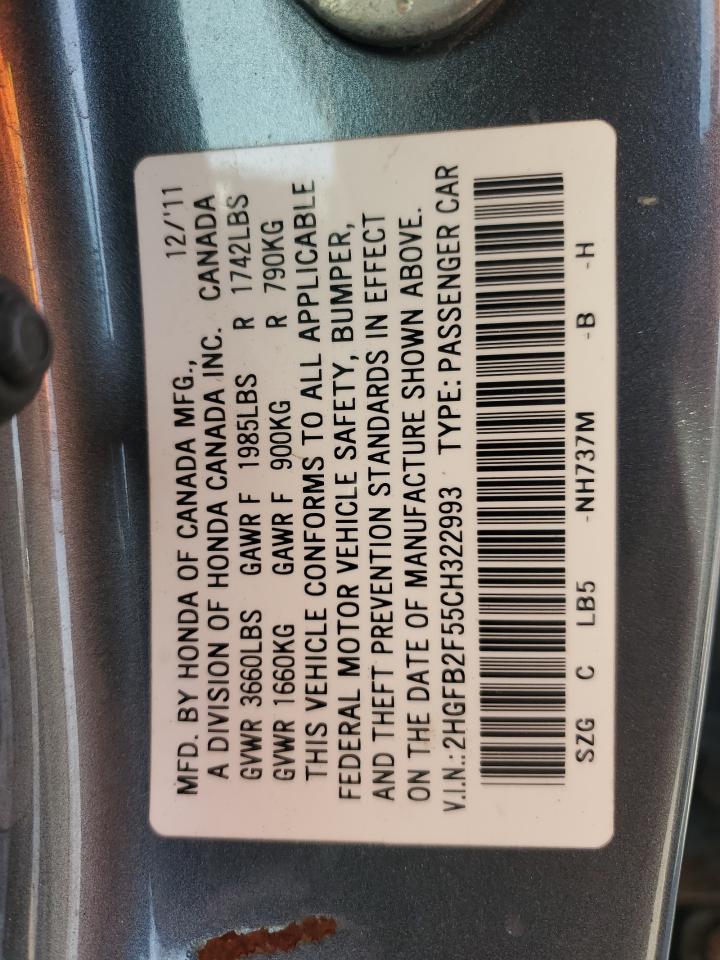 MFD. BY HONDA OF CANADA MFG., 12/'11
A DIVISION OF HONDA CANADA INC. CANADA
GVWR 3660LBS GAWR F 1985LBS R 1742LBS
GVWR 1660KG GAWR F 900KG R 790KG
THIS VEHICLE CONFORMS TO ALL APPLICABLE
FEDERAL MOTOR VEHICLE SAFETY, BUMPER,
AND THEFT PREVENTION STANDARDS IN EFFECT
ON THE DATE OF MANUFACTURE SHOWN ABOVE.
V.I.N.: 2HGFB2F55CH322993 TYPE: PASSENGER CAR
SZG C LB5 -NH737M -B -H